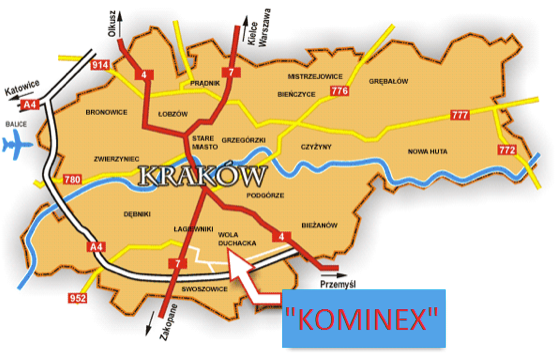 Olkusz
Kielce
Warszawa
Katowice
914
4
7
PRĄDNIK
MISTRZEJOWICE
GRĘBAŁÓW
BIEŃCZYCE
776
A4
BRONOWICE
ŁOBZÓW
777
BALICE
STARE
MIASTO
GRZEGÓRZKI
CZYŻYNY
772
NOWA HUTA
ZWIERZYNIEC
780
KRAKÓW
PODGÓRZE
DĘBNIKI
ŁAGIEWNIKI
WOLA
DUCHACKA
4
BIEŻANÓW
A4
7
SWOSZOWICE
Przemyśl
952
Zakopane
"KOMINEX"